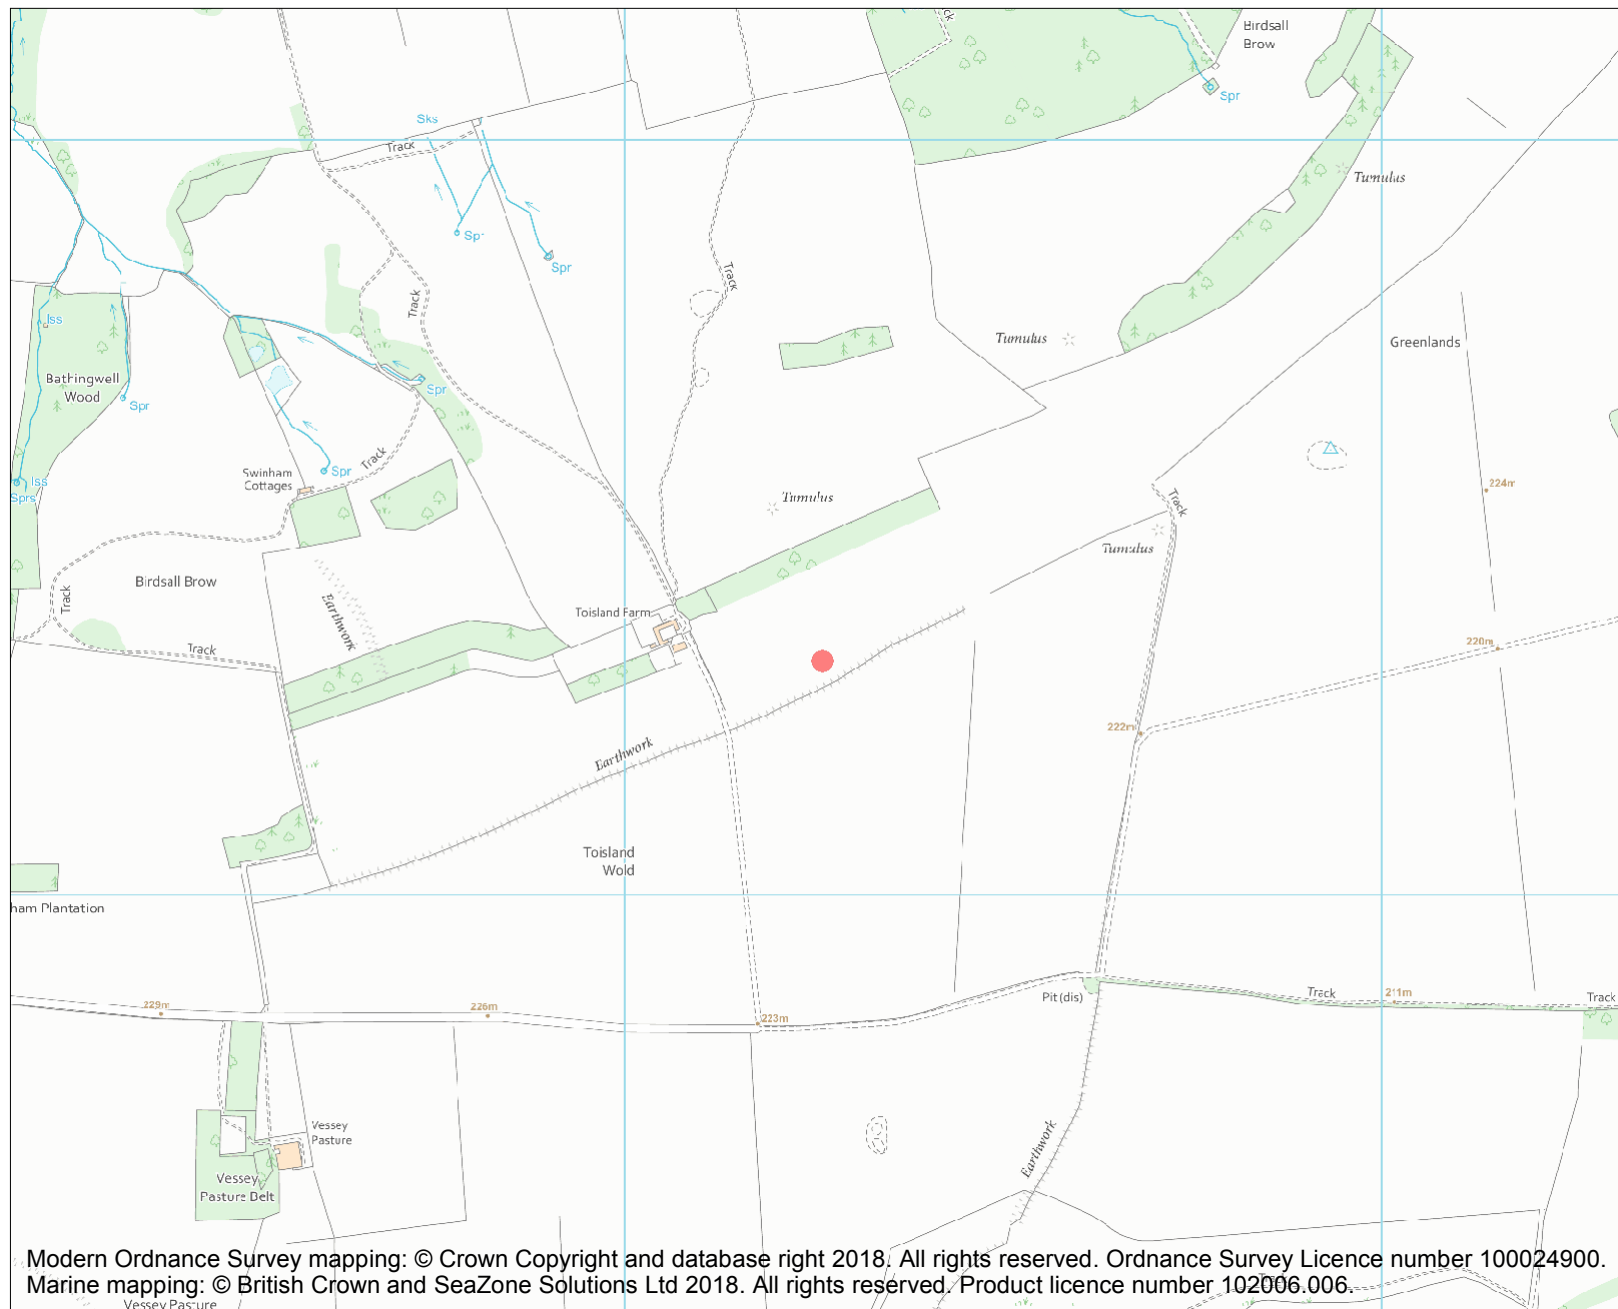 Birdsall
Brow
Spr
Sks
Track
Tumulus
Spr
Spr
Track
Track
Tumulus
Greenlands
Iss
Bathingwell
Wood
Spr
Spr
Track
Swinham
Cottages
Spr
Iss
Sprs
Tumulus
Track
224m
Tumulus
Birdsall Brow
Track
Earthwork
Toisland Farm
Track
220m
222m
Earthwork
Toisland
Wold
ham Plantation
229m
226m
223m
Pit (dis)
Track
211m
Track
Vessey
Pasture
Earthwork
Vessey
Pasture Belt
Modern Ordnance Survey mapping: © Crown Copyright and database right 2018. All rights reserved. Ordnance Survey Licence number 100024900.
Marine mapping: © British Crown and SeaZone Solutions Ltd 2018. All rights reserved. Product licence number 102006.006.
Vessey Pasture